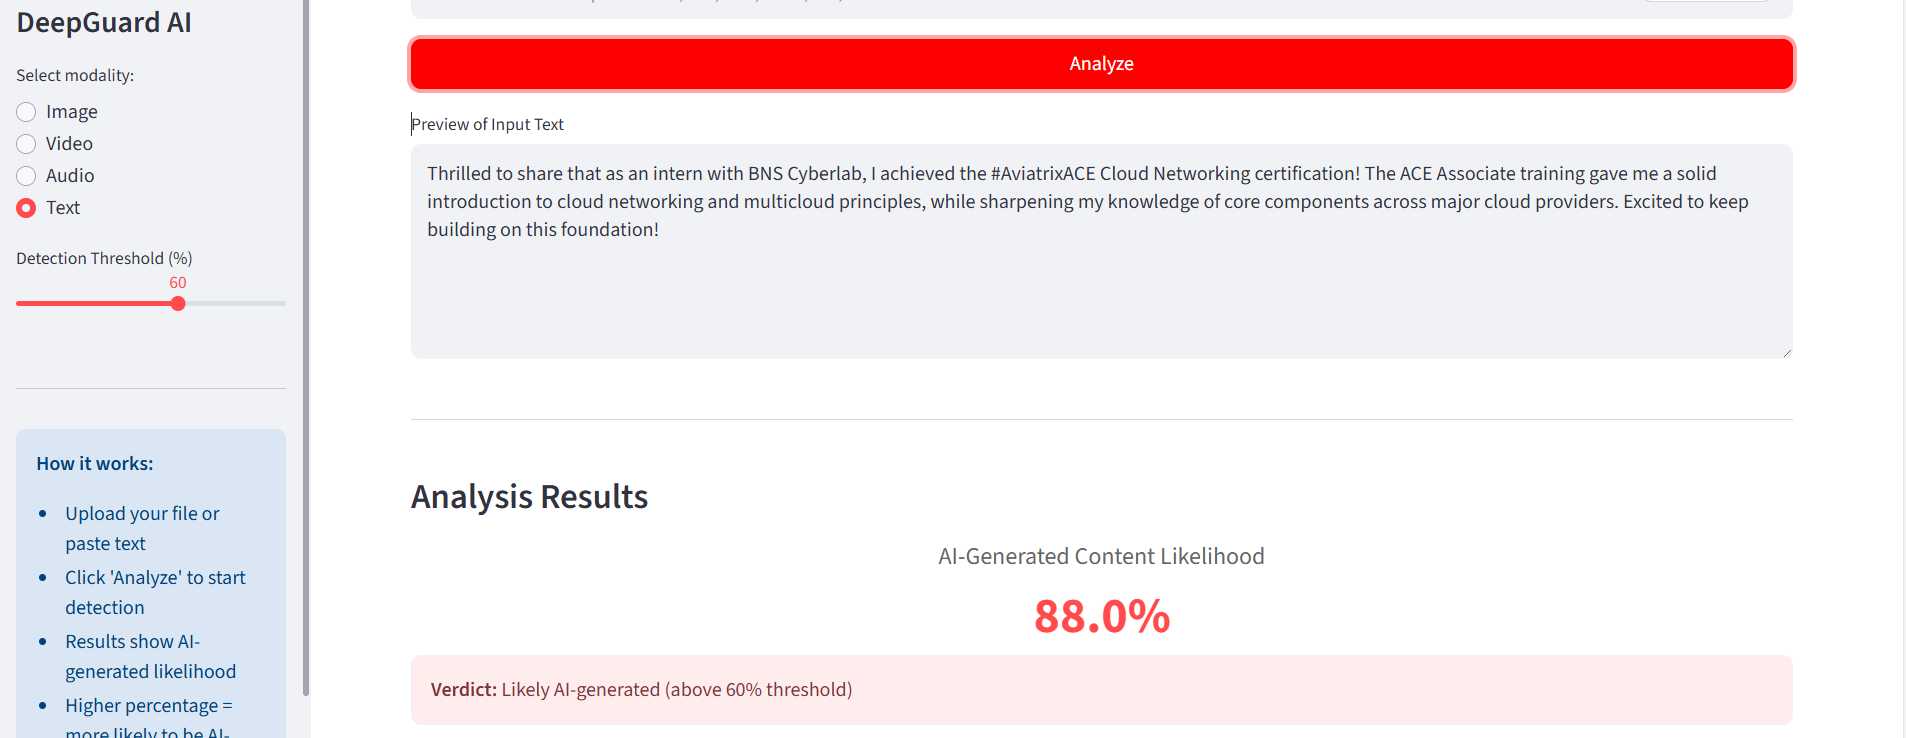 DeepGuard AI
Select modality:
Image
Video
Audio
Text
Detection Threshold (%)
60
How it works:
Upload your file or
paste text
Click 'Analyze' to start
detection
Results show AI-
generated likelihood
Higher percentage =
more likely to be AI-
Analyze
Preview of Input Text
Thrilled to share that as an intern with BNS Cyberlab, I achieved the #AviatrixACE Cloud Networking certification! The ACE Associate training gave me a solid
introduction to cloud networking and multicloud principles, while sharpening my knowledge of core components across major cloud providers. Excited to keep
building on this foundation!
Analysis Results
AI-Generated Content Likelihood
88.0%
Verdict: Likely AI-generated (above 60% threshold)